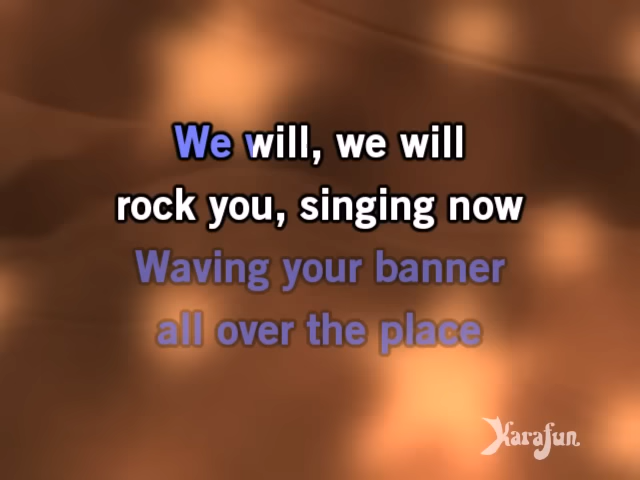 We will, we will
rock you, singing now
Waving your banner
all over the place
Karafun